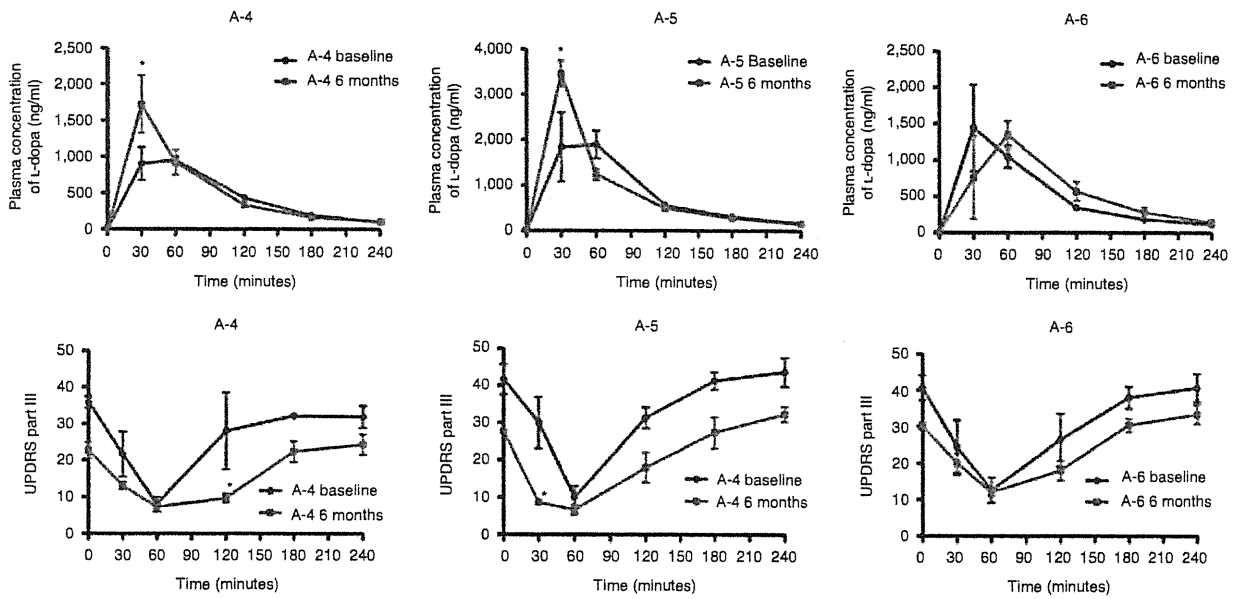 A-4
Plasma concentration
of L-dopa (ng/ml)
2,500
2,000
1,500
1,000
500
0
*
A-4 baseline
A-4 6 months
0 30 60 90 120 150 180 210 240
Time (minutes)
A-5
Plasma concentration
of L-dopa (ng/ml)
4,000
3,000
2,000
1,000
0
*
A-5 Baseline
A-5 6 months
0 30 60 90 120 150 180 210 240
Time (minutes)
A-6
Plasma concentration
of L-dopa (ng/ml)
2,500
2,000
1,500
1,000
500
0
A-6 baseline
A-6 6 months
0 30 60 90 120 150 180 210 240
Time (minutes)
A-4
UPDRS part III
50
40
30
20
10
0
*
A-4 baseline
A-4 6 months
0 30 60 90 120 150 180 210 240
Time (minutes)
A-5
UPDRS part III
50
40
30
20
10
0
*
A-4 baseline
A-4 6 months
0 30 60 90 120 150 180 210 240
Time (minutes)
A-6
UPDRS part III
50
40
30
20
10
0
A-6 baseline
A-6 6 months
0 30 60 90 120 150 180 210 240
Time (minutes)